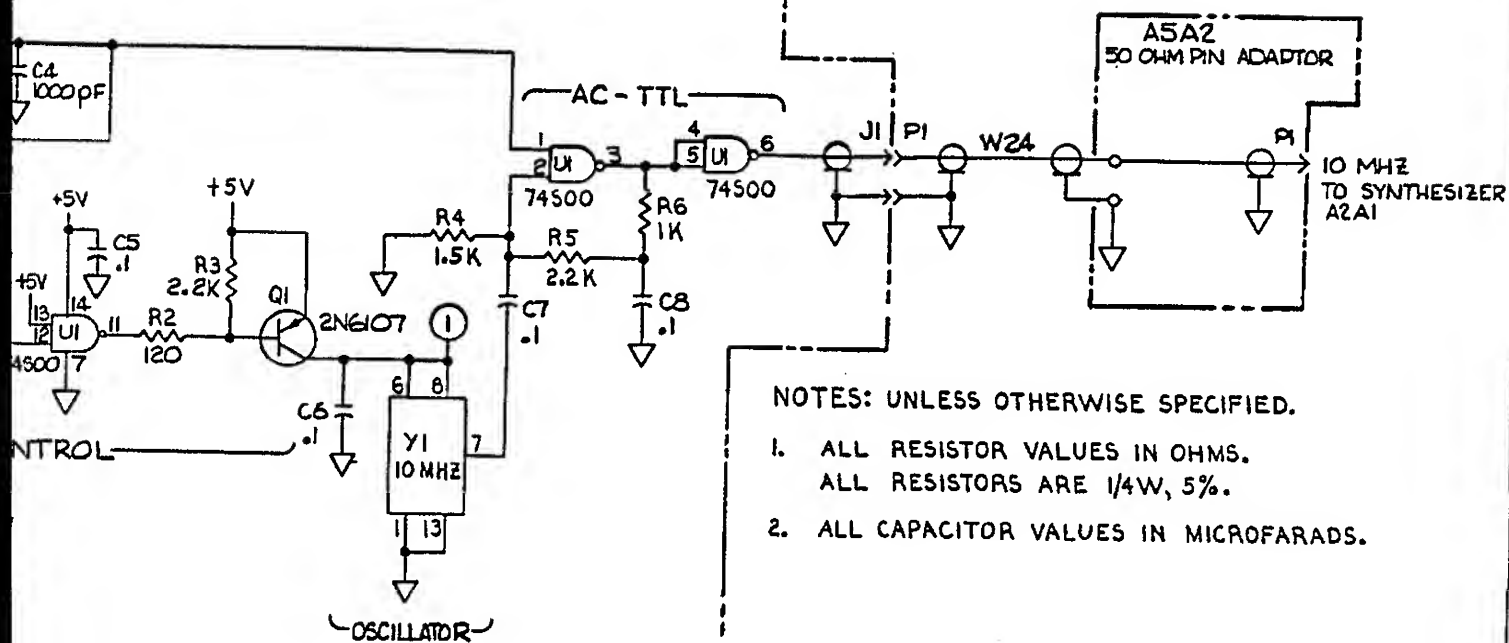 C4
1000pF
AC-TTL
A5A2
50 OHM PIN ADAPTOR
1
2
U1
3
74S00
4
5
U1
6
74S00
J1
P1
W24
P1
10 MHZ
TO SYNTHESIZER
A2A1
+5V
C5
.1
+5V
13
12
14
U1
11
7
4S00
R2
120
+5V
R3
2.2K
Q1
2N6107
1
R4
1.5K
R5
2.2K
R6
1K
C7
.1
C8
.1
C6
.1
6
8
Y1
10 MHZ
7
1
13
NTROL
OSCILLATOR
NOTES: UNLESS OTHERWISE SPECIFIED.
1. ALL RESISTOR VALUES IN OHMS.
ALL RESISTORS ARE 1/4W, 5%.
2. ALL CAPACITOR VALUES IN MICROFARADS.